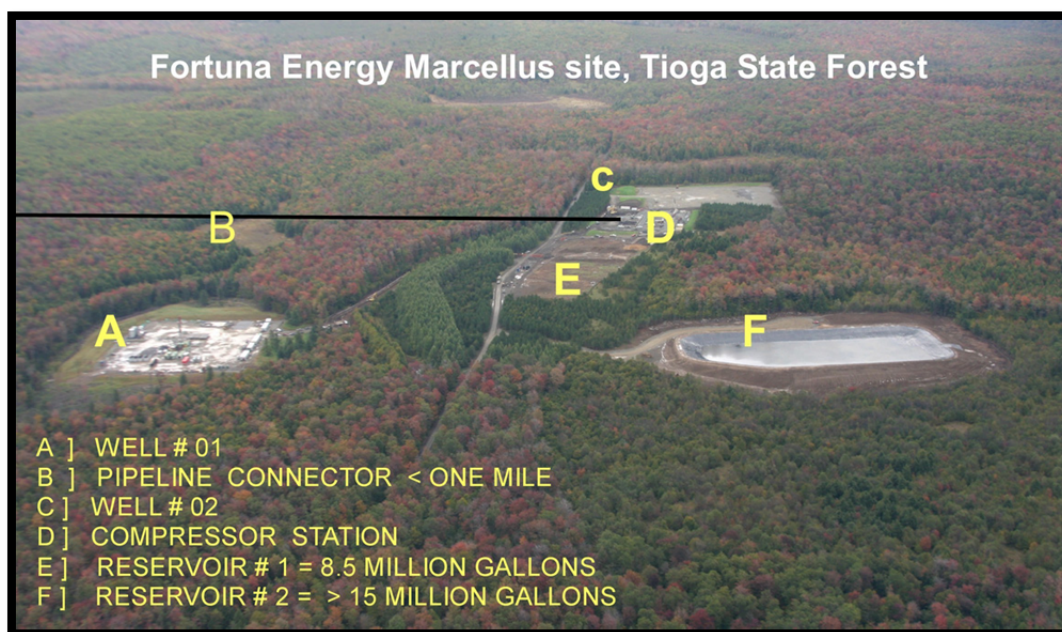 Fortuna Energy Marcellus site, Tioga State Forest
c
B
D
E
A
F
A ] WELL # 01
B ] PIPELINE CONNECTOR < ONE MILE
C ] WELL # 02
D ] COMPRESSOR STATION
E ] RESERVOIR # 1 = 8.5 MILLION GALLONS
F ] RESERVOIR # 2 = > 15 MILLION GALLONS